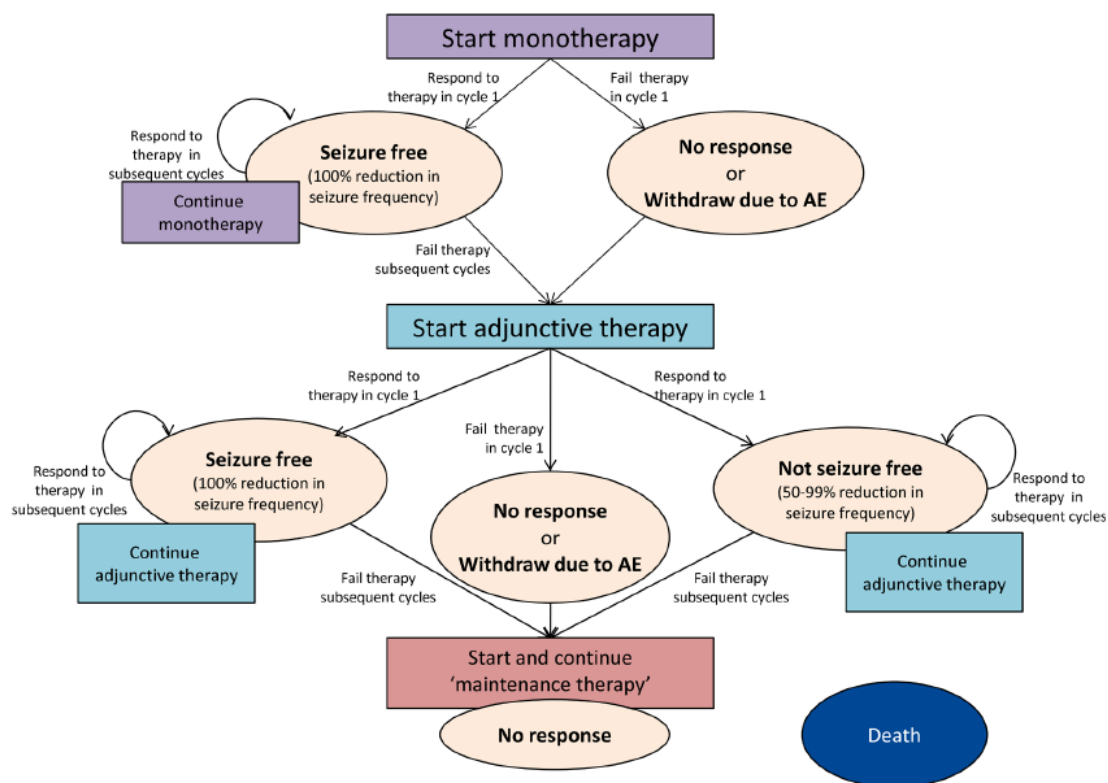 Start monotherapy
Respond to
therapy in cycle 1
Fail therapy
in cycle 1
Respond to
therapy in
subsequent cycles
Seizure free
(100% reduction in
seizure frequency)
No response
or
Withdraw due to AE
Continue
monotherapy
Fail therapy
subsequent cycles
Start adjunctive therapy
Respond to
therapy in cycle 1
Fail therapy
in cycle 1
Respond to
therapy in cycle 1
Respond to
therapy in
subsequent cycles
Seizure free
(100% reduction in
seizure frequency)
No response
or
Withdraw due to AE
Not seizure free
(50-99% reduction in
seizure frequency)
Respond to
therapy in
subsequent cycles
Continue
adjunctive therapy
Continue
adjunctive therapy
Fail therapy
subsequent cycles
Fail therapy
subsequent cycles
Start and continue
‘maintenance therapy’
No response
Death